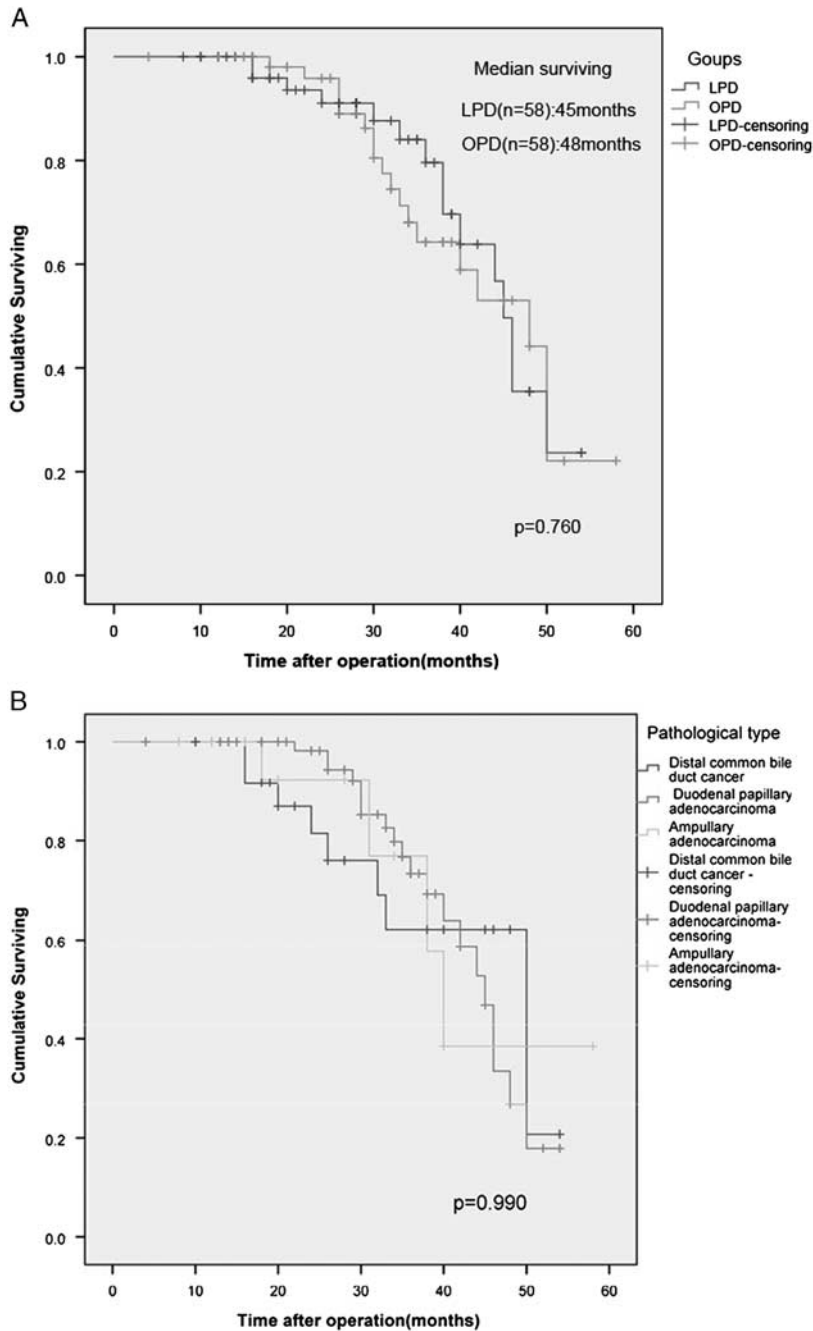 A
Median surviving
LPD(n=58):45months
OPD(n=58):48months
p=0.760
Goups
LPD
OPD
LPD-censoring
OPD-censoring
Cumulative Surviving
1.0
0.8
0.6
0.4
0.2
0.0
0 10 20 30 40 50 60
Time after operation(months)
B
Pathological type
Distal common bile
duct cancer
Duodenal papillary
adenocarcinoma
Ampullary
adenocarcinoma
Distal common bile
duct cancer -
censoring
Duodenal papillary
adenocarcinoma-
censoring
Ampullary
adenocarcinoma-
censoring
Cumulative Surviving
1.0
0.8
0.6
0.4
0.2
0.0
p=0.990
0 10 20 30 40 50 60
Time after operation(months)